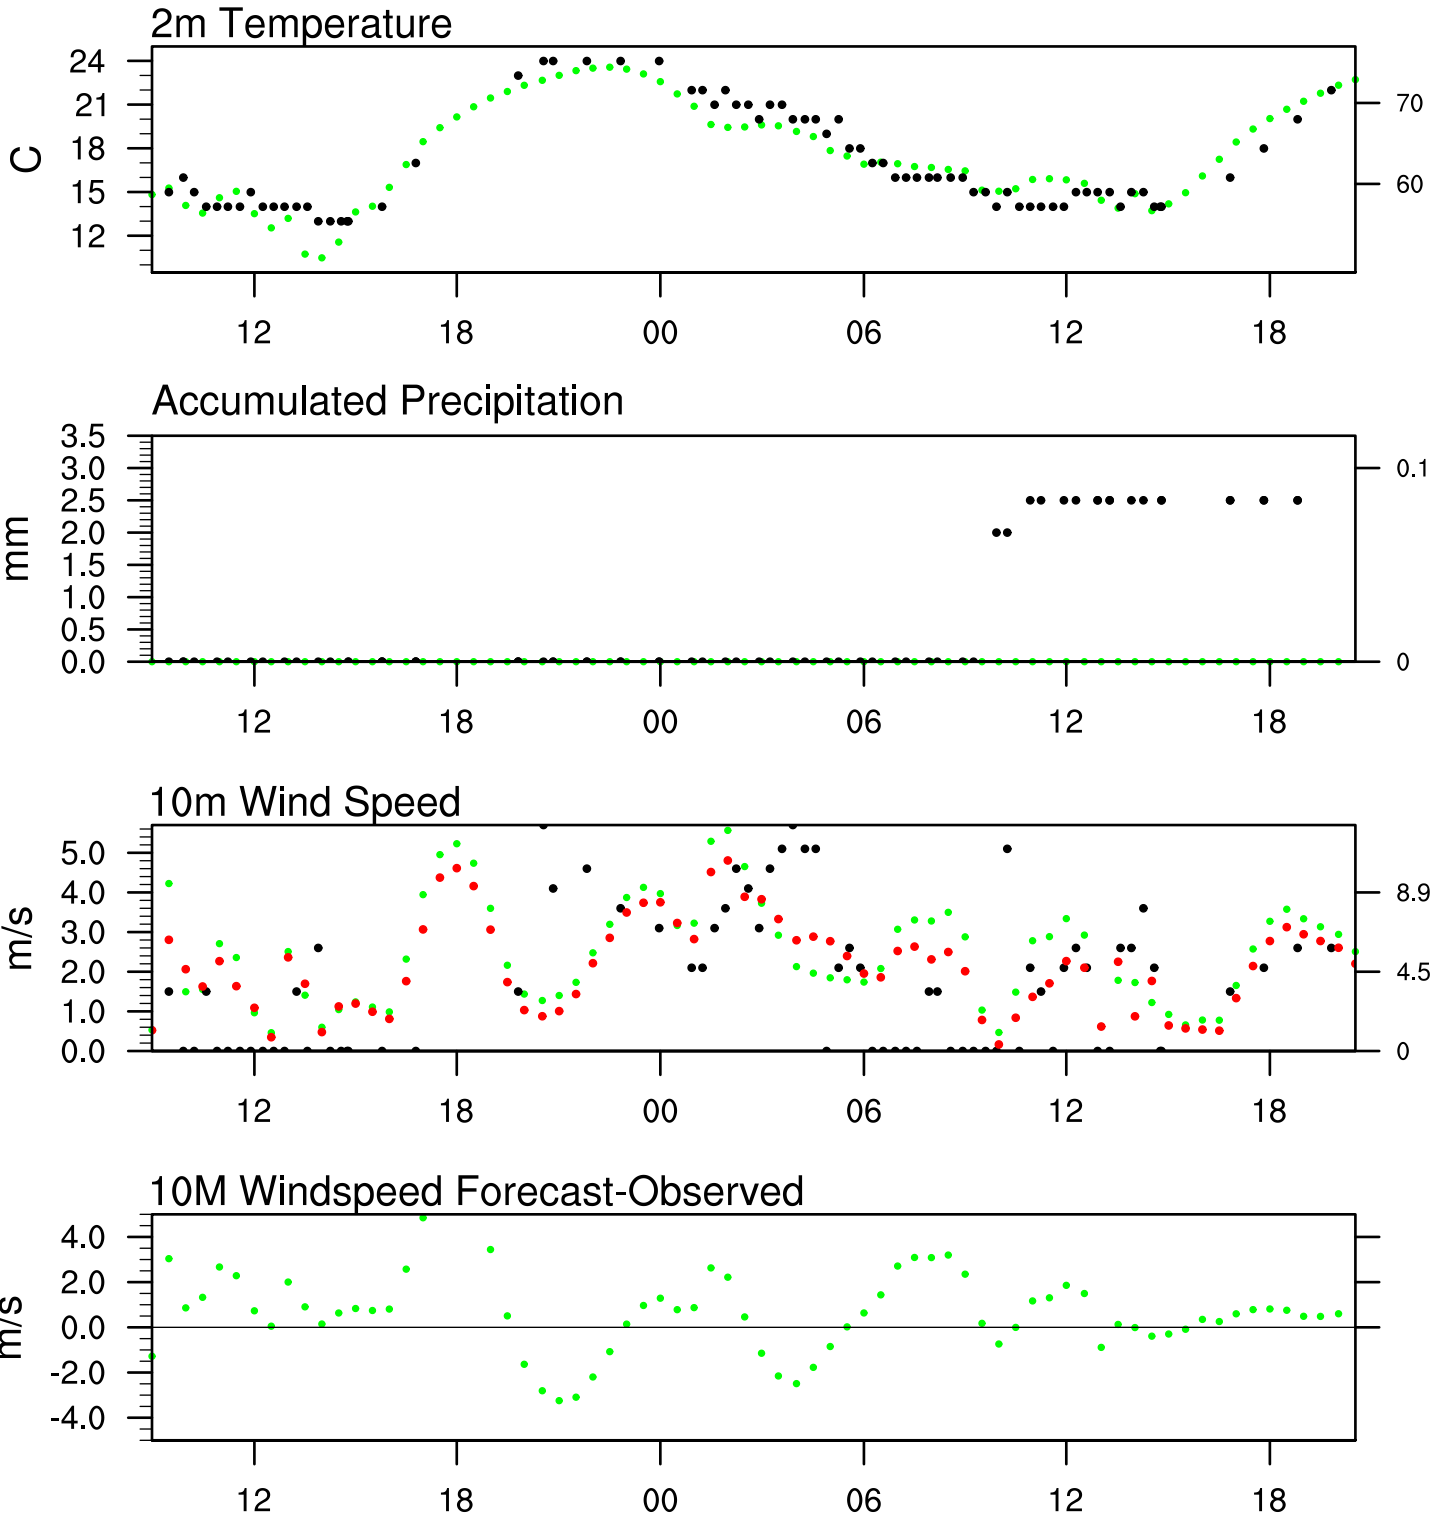 2m Temperature
24
21
18
15
12
C
70
60
12 18 00 06 12 18
Accumulated Precipitation
3.5
3.0
2.5
2.0
1.5
1.0
0.5
0.0
mm
0.1
0
12 18 00 06 12 18
10m Wind Speed
5.0
4.0
3.0
2.0
1.0
0.0
m/s
8.9
4.5
0
12 18 00 06 12 18
10M Windspeed Forecast-Observed
4.0
2.0
0.0
-2.0
-4.0
m/s
12 18 00 06 12 18